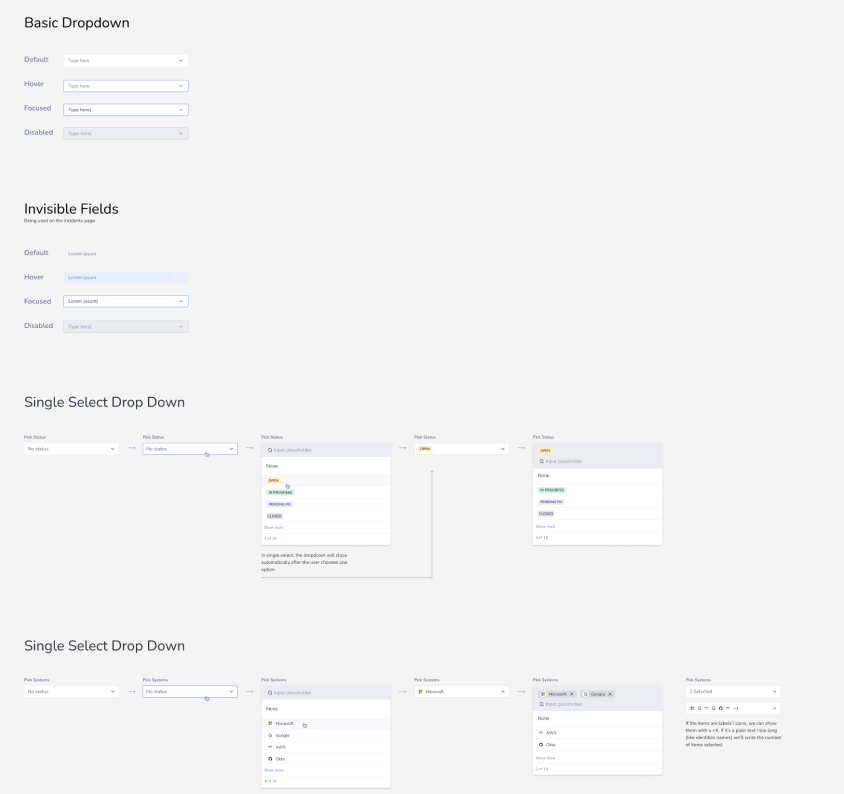 Basic Dropdown
Default
Type here
Hover
Type here
Focused
Type here|
Disabled
Type here|
Invisible Fields
Being used on the incidents page
Default
Lorem ipsum
Hover
Lorem ipsum
Focused
Lorem ipsum|
Disabled
Type here|
Single Select Drop Down
Pick Status
No status
Pick Status
No status
Pick Status
Input placeholder
None
OPEN
IN PROGRESS
PENDING FIX
CLOSED
Show more
4 of 10
In single select, the dropdown will close
automatically after the user chooses one
option
Pick Status
OPEN
Pick Status
OPEN
Input placeholder
None
IN PROGRESS
PENDING FIX
CLOSED
Show more
4 of 10
Single Select Drop Down
Pick Systems
No status
Pick Systems
No status
Pick Systems
Input placeholder
None
Microsoft
Google
AWS
Okta
Show more
4 of 10
Pick Systems
Microsoft
Pick Systems
Microsoft
Google
Input placeholder
None
AWS
Okta
Show more
2 of 10
Pick Systems
2 Selected
If the items are labels \ icons, we can show
them with a +X. If it's a plain text \ too long
(like identities names) we'll write the number
of items selected